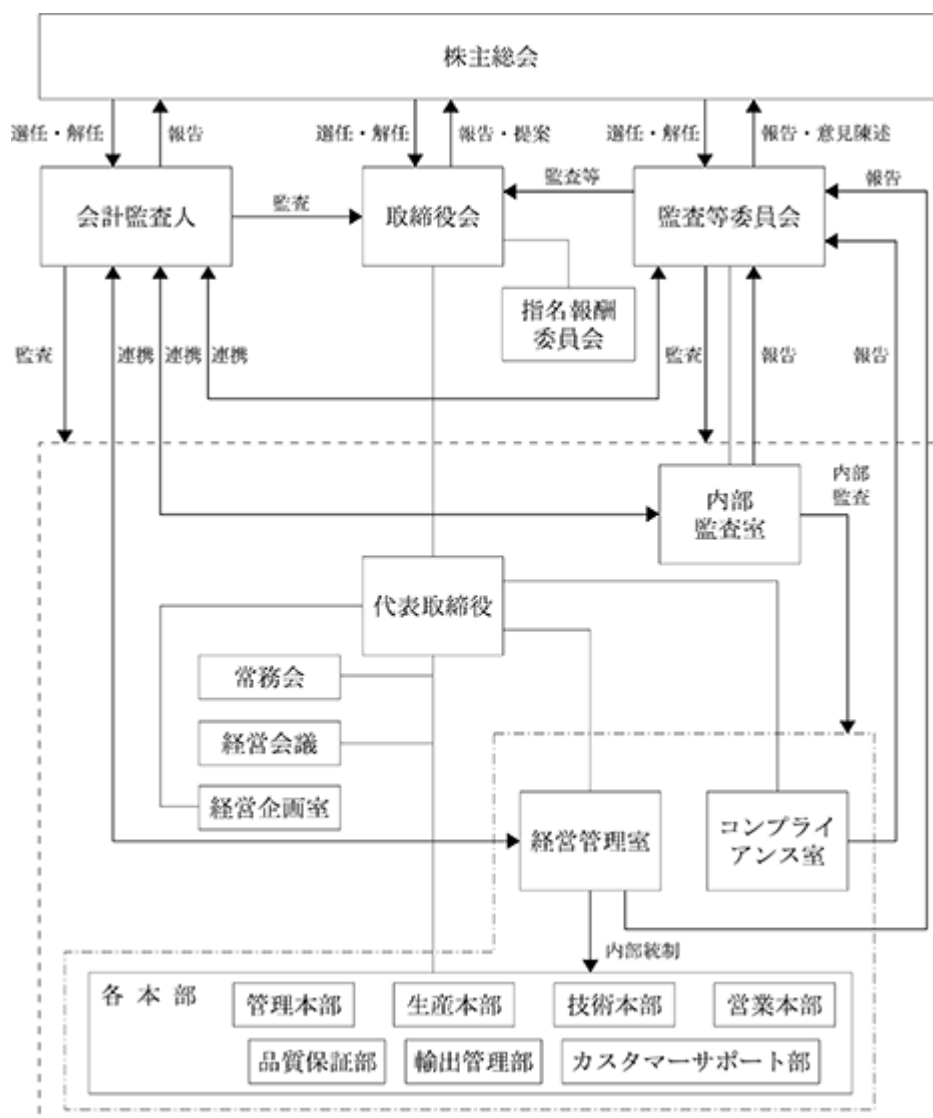 株主総会
選任・解任
報告
選任・解任
報告・提案
選任・解任
報告・意見陳述
会計監査人
監査
取締役会
監査等
監査等委員会
報告
指名報酬
委員会
監査
連携
連携
連携
監査
報告
報告
内部
監査室
内部
監査
代表取締役
常務会
経営会議
経営企画室
経営管理室
コンプライ
アンス室
内部統制
各本部
管理本部
生産本部
技術本部
営業本部
品質保証部
輸出管理部
カスタマーサポート部